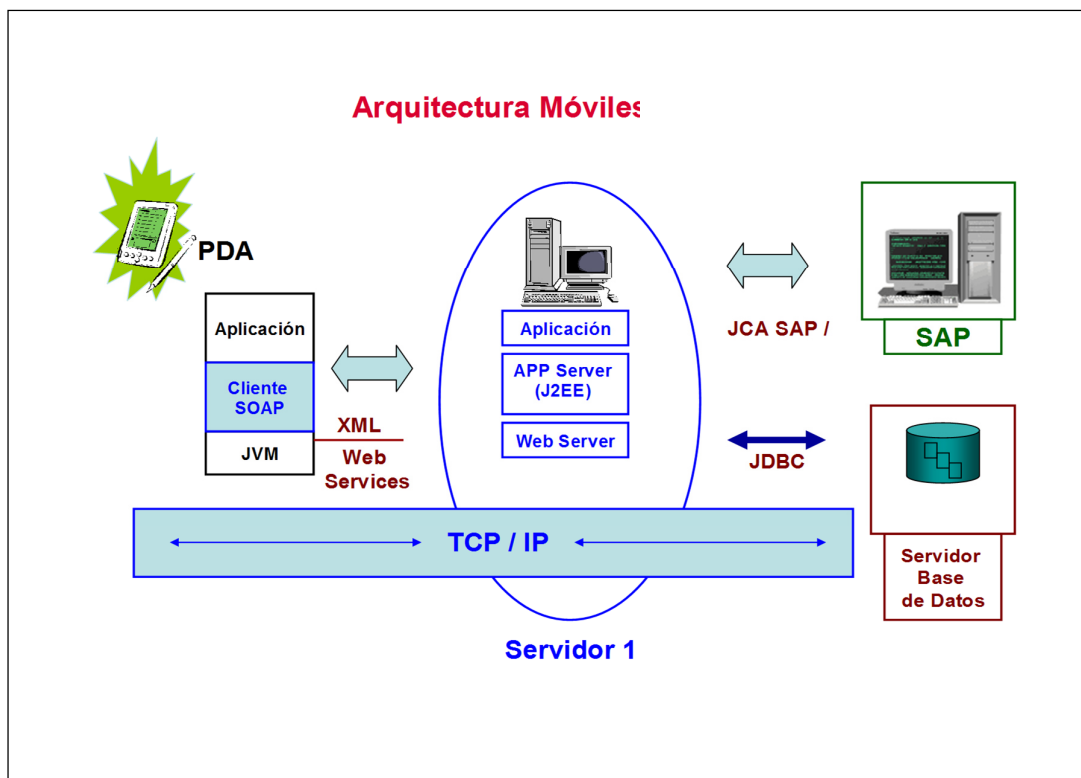 Arquitectura Móviles
PDA
Aplicación
Cliente
SOAP
JVM
XML
Web
Services
Aplicación
APP Server
(J2EE)
Web Server
JCA SAP /
SAP
JDBC
Servidor
Base
de Datos
TCP / IP
Servidor 1